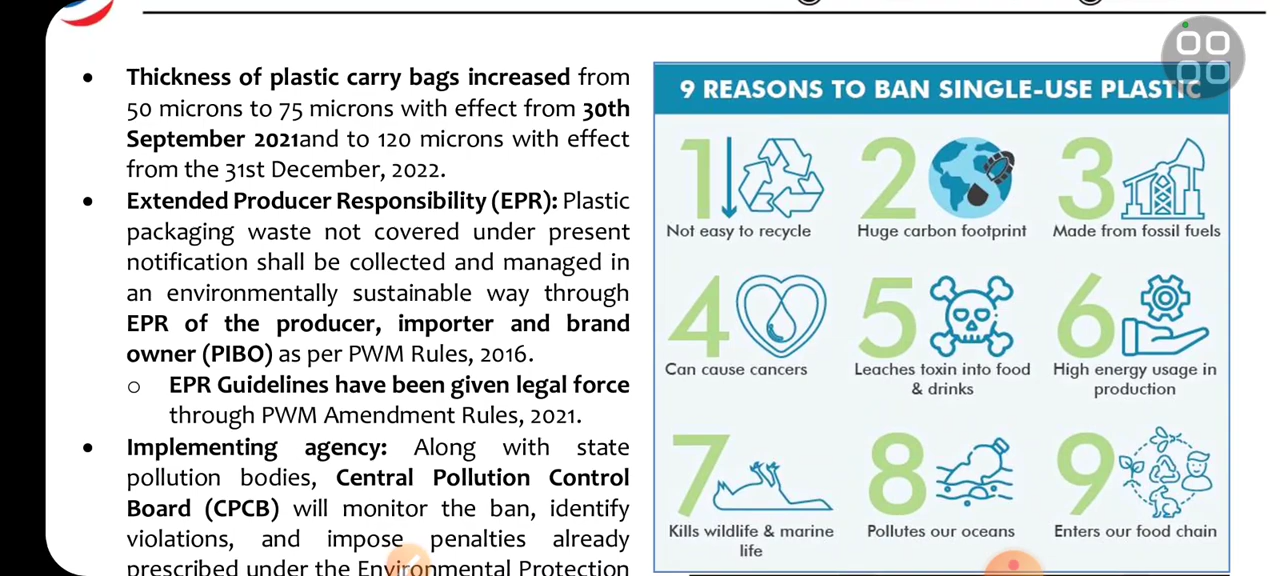 • Thickness of plastic carry bags increased from
50 microns to 75 microns with effect from 30th
September 2021and to 120 microns with effect
from the 31st December, 2022.
• Extended Producer Responsibility (EPR): Plastic
packaging waste not covered under present
notification shall be collected and managed in
an environmentally sustainable way through
EPR of the producer, importer and brand
owner (PIBO) as per PWM Rules, 2016.
o EPR Guidelines have been given legal force
through PWM Amendment Rules, 2021.
• Implementing agency: Along with state
pollution bodies, Central Pollution Control
Board (CPCB) will monitor the ban, identify
violations, and impose penalties already
prescribed under the Environmental Protection
9 REASONS TO BAN SINGLE-USE PLASTIC
1
Not easy to recycle
2
Huge carbon footprint
3
Made from fossil fuels
4
Can cause cancers
5
Leaches toxin into food
& drinks
6
High energy usage in
production
7
Kills wildlife & marine
life
8
Pollutes our oceans
9
Enters our food chain